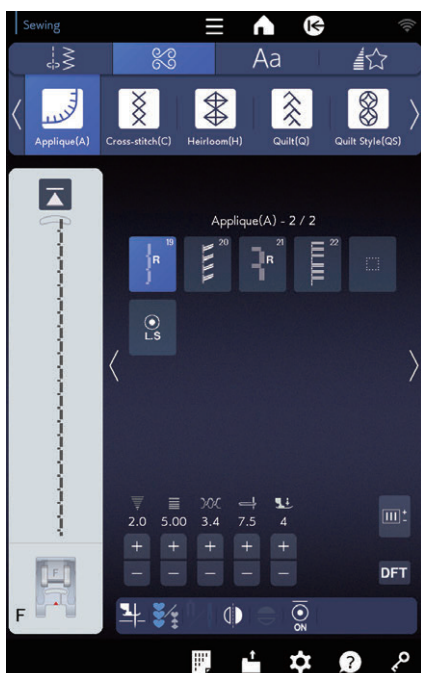 Sewing
Aa
Applique(A) Cross-stitch(C) Heirloom(H) Quilt(Q) Quilt Style(QS)
Applique(A) - 2 / 2
19 20 21 22
R R
L.S
2.0 5.00 3.4 7.5 4
+ + + + +
− − − − −
DFT
F
F
ON
?